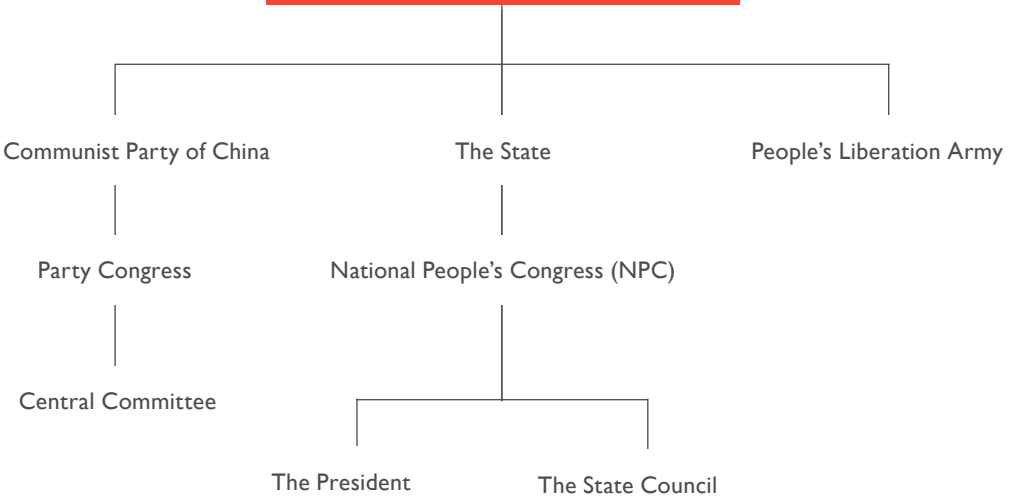 Communist Party of China
The State
People’s Liberation Army
Party Congress
National People’s Congress (NPC)
Central Committee
The President
The State Council